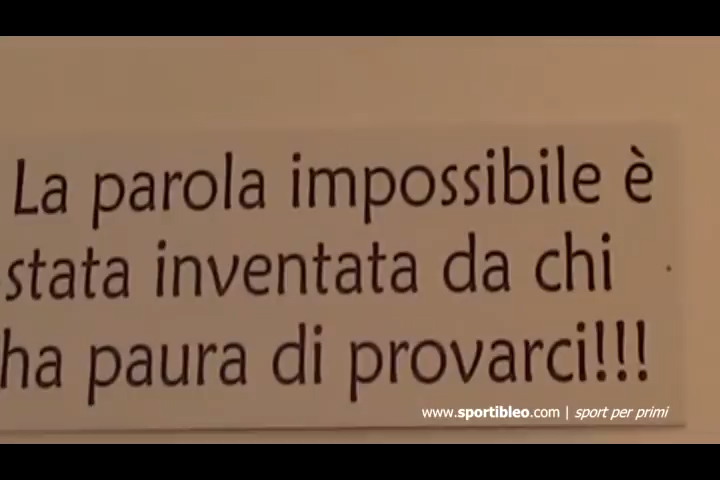 La parola impossibile è
stata inventata da chi
ha paura di provarci!!!
www.sportibleo.com | sport per primi